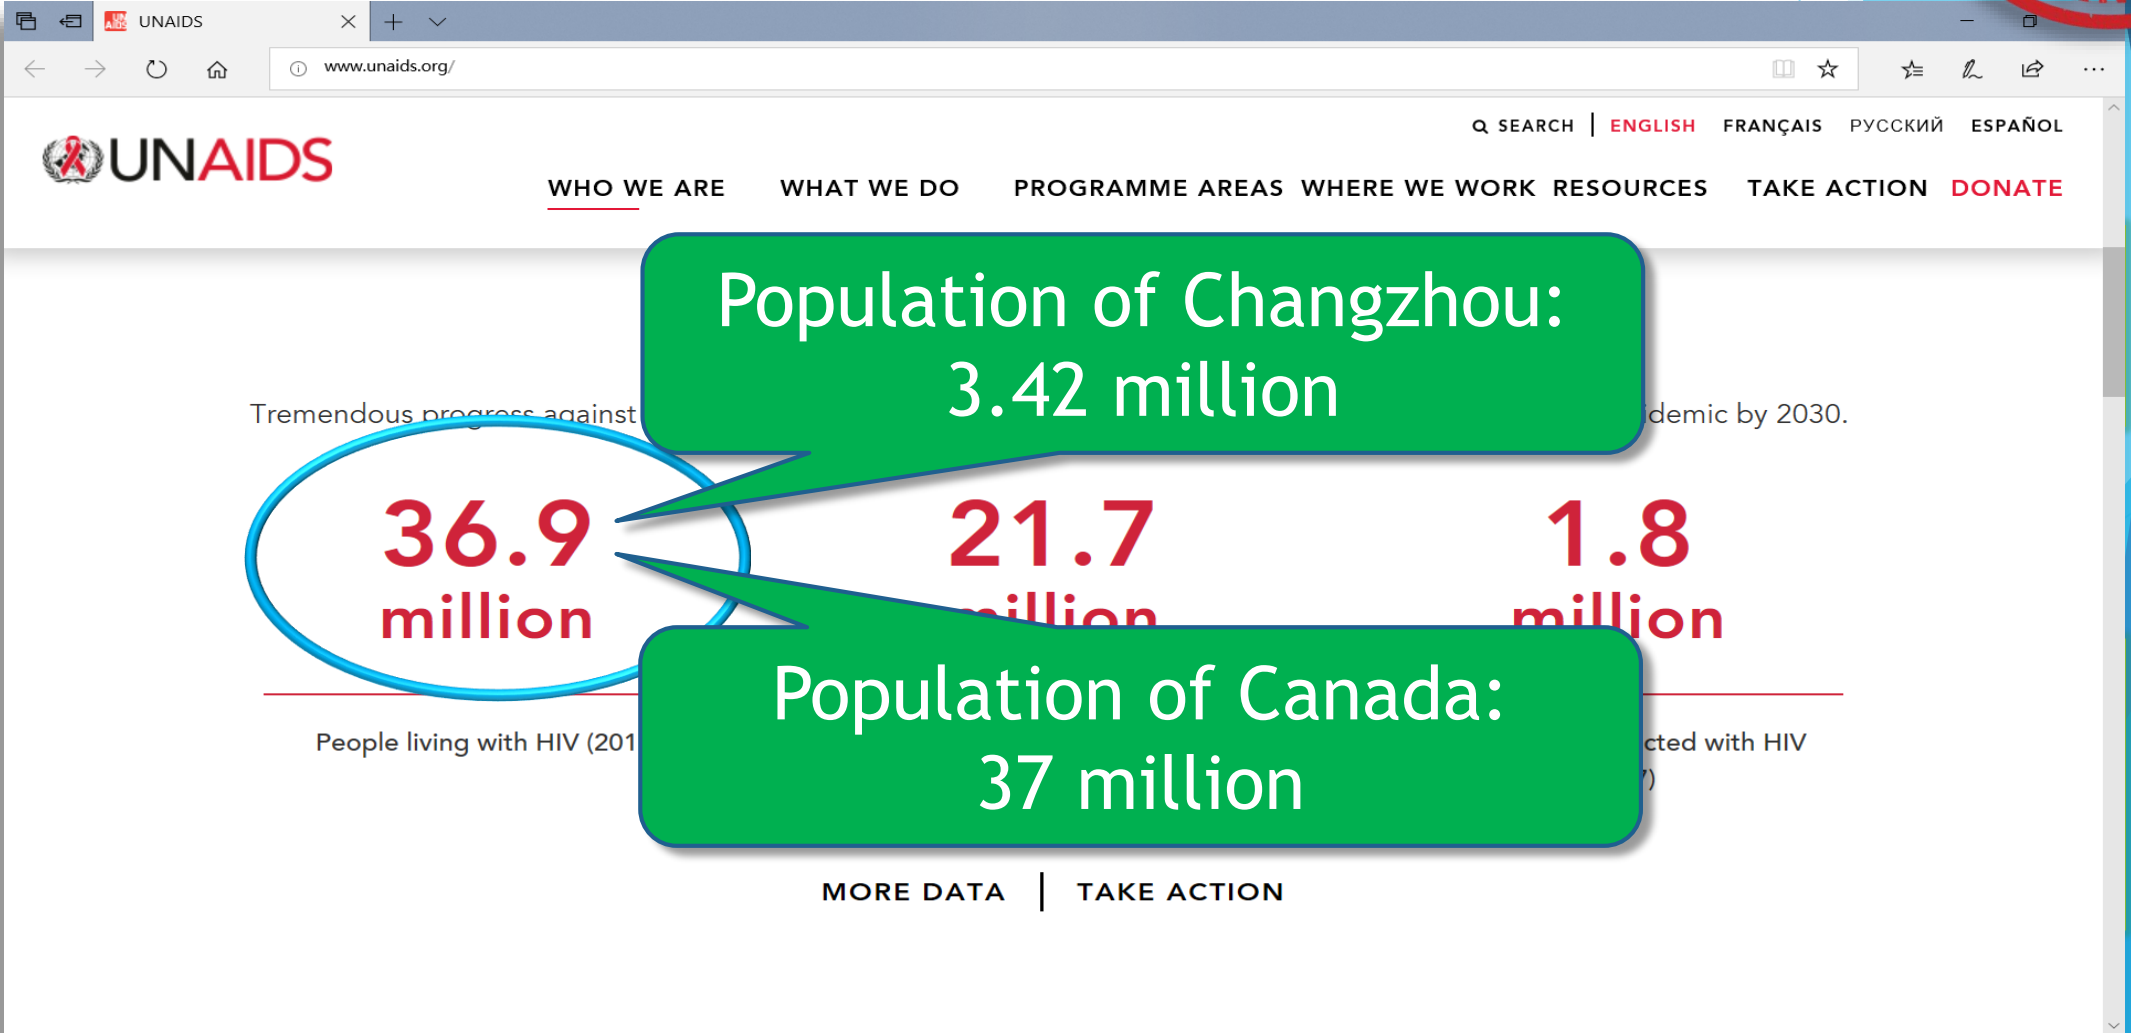 UNAIDS
www.unaids.org/
SEARCH | ENGLISH FRANÇAIS РУССКИЙ ESPAÑOL
UNAIDS
WHO WE ARE WHAT WE DO PROGRAMME AREAS WHERE WE WORK RESOURCES TAKE ACTION DONATE
Population of Changzhou:
3.42 million
Tremendous progress against idemic by 2030.
36.9 21.7 1.8
million million million
Population of Canada:
37 million
People living with HIV (201 cted with HIV
7)
MORE DATA | TAKE ACTION